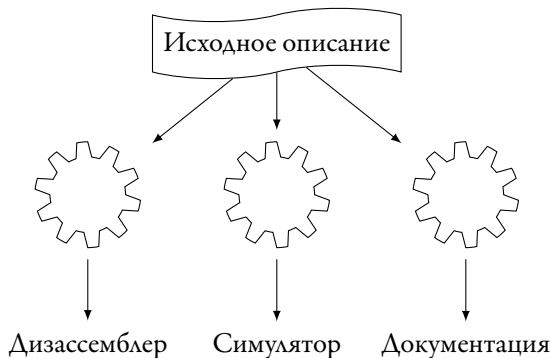 Исходное описание
Дизассемблер Симулятор Документация